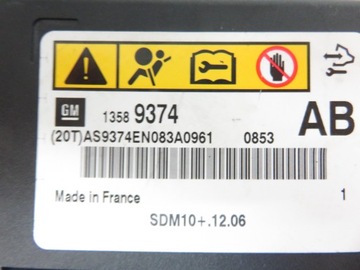 GM 1358 9374 AB
(20T)AS9374EN083A0961 0853
Made in France 1
SDM10+.12.06